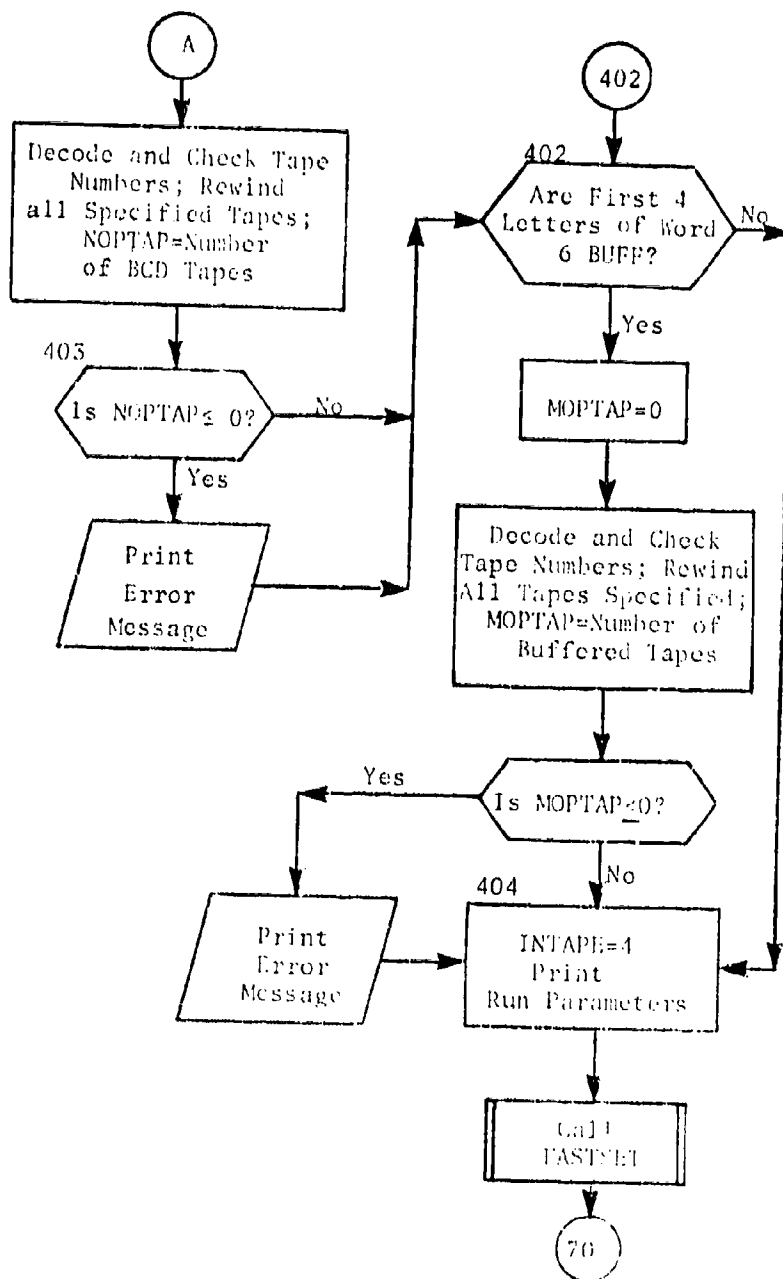 A
Decode and Check Tape
Numbers; Rewind
all Specified Tapes;
NOPTAP=Number
of BCD Tapes
403
Is NOPTAP≤ 0?
No
Yes
Print
Error
Message
402
402
Are First 4
Letters of Word
6 BUFF?
No
Yes
MOPTAP=0
Decode and Check
Tape Numbers; Rewind
All Tapes Specified;
MOPTAP=Number of
Buffered Tapes
Is MOPTAP≤0?
Yes
No
Print
Error
Message
404
INTAPE=4
Print
Run Parameters
Call
70